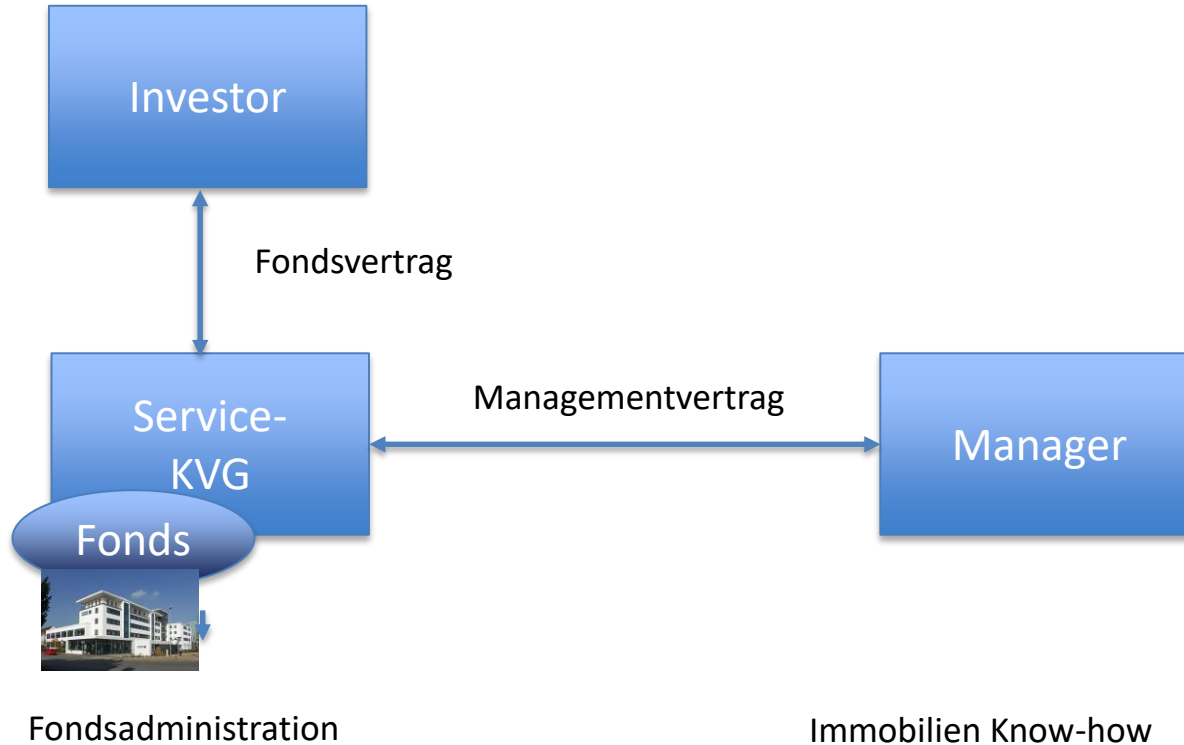 Investor
Fondsvertrag
Service-
KVG
Managementvertrag
Manager
Fonds
Fondsadministration
Immobilien Know-how